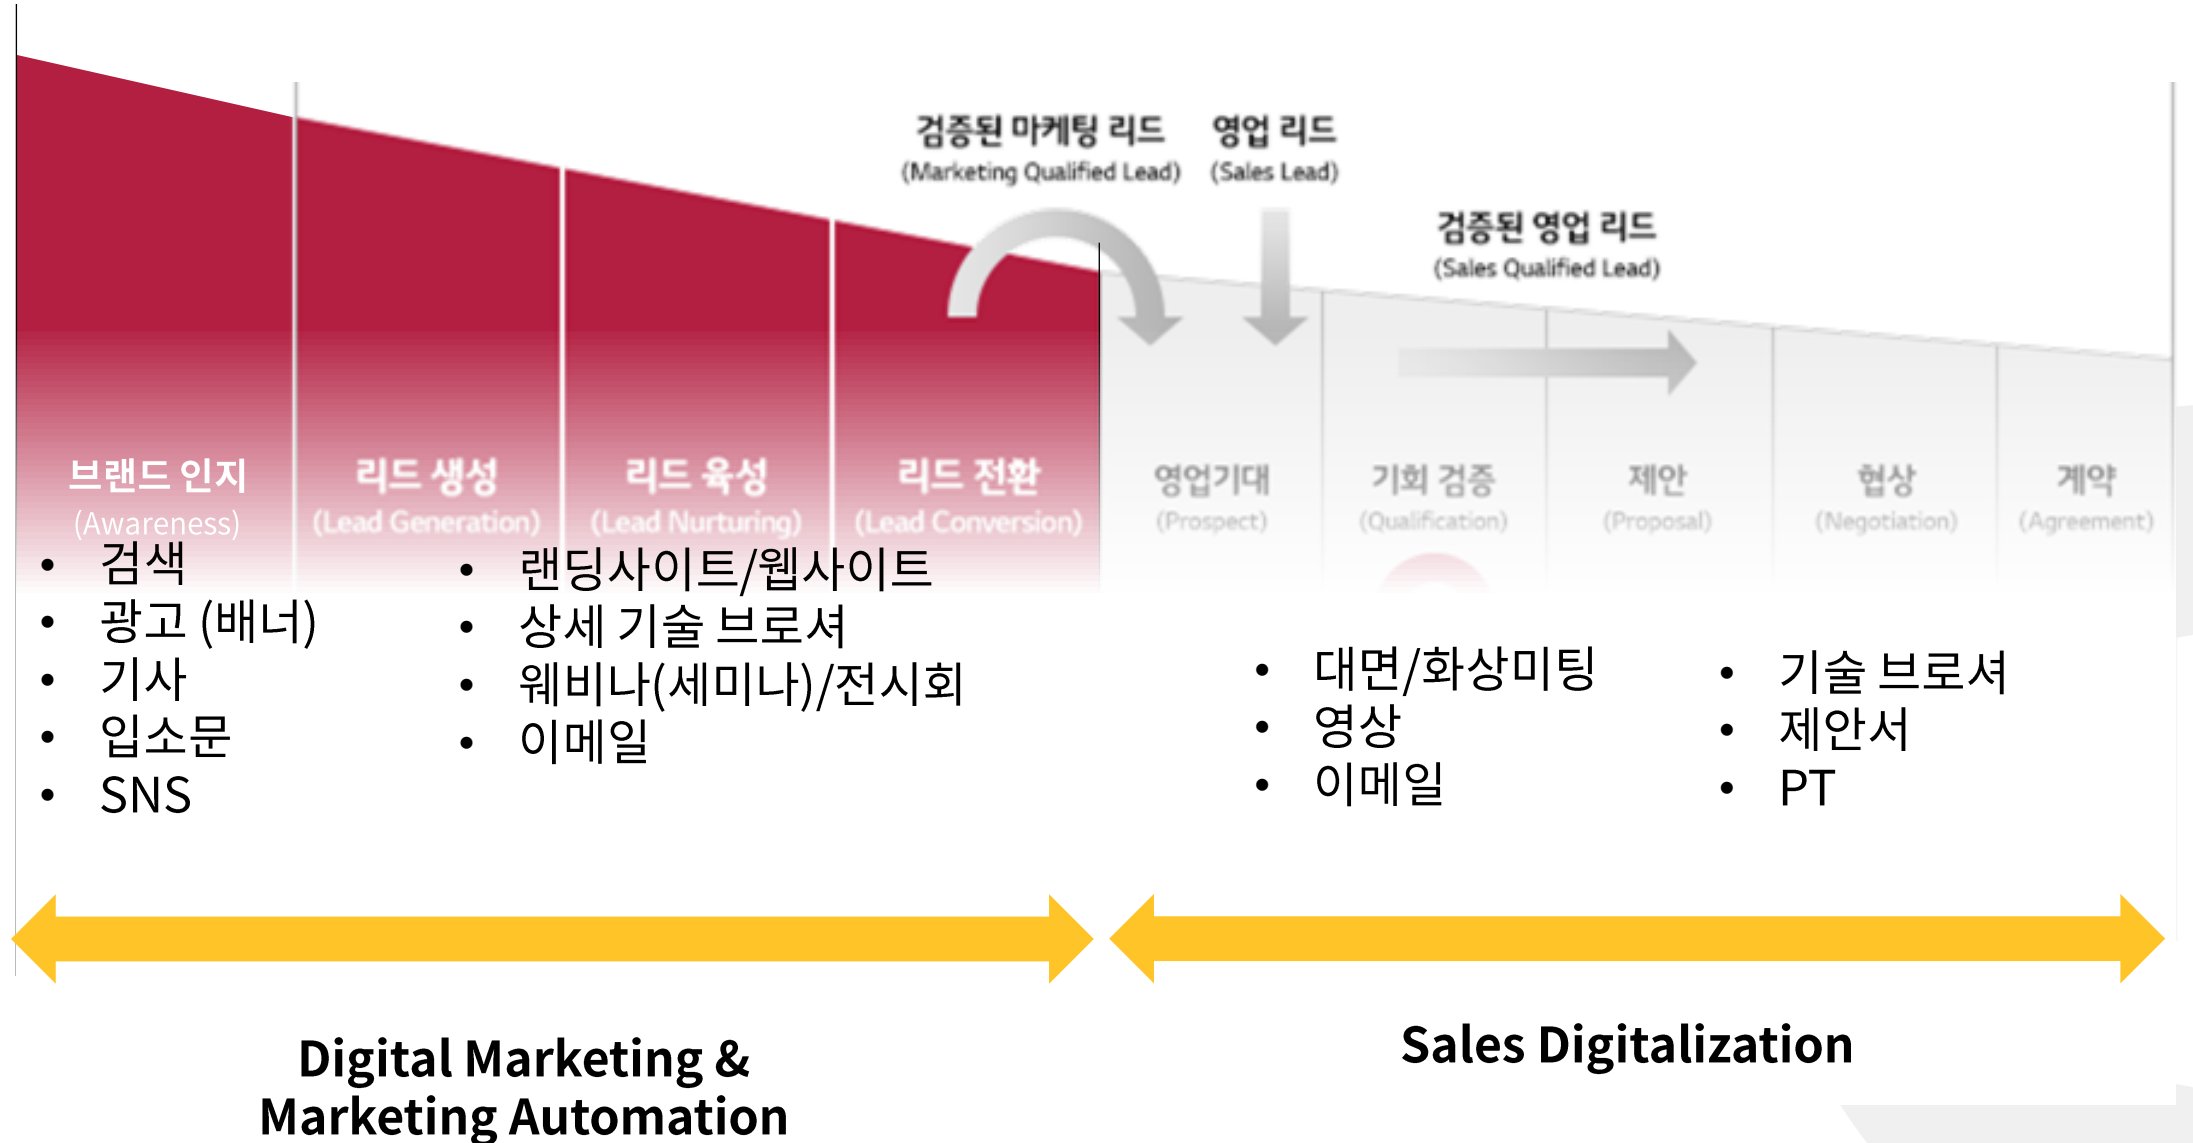 검증된 마케팅 리드
(Marketing Qualified Lead)
영업 리드
(Sales Lead)
검증된 영업 리드
(Sales Qualified Lead)
브랜드 인지
(Awareness)
리드 생성
(Lead Generation)
리드 육성
(Lead Nurturing)
리드 전환
(Lead Conversion)
영업기대
(Prospect)
기회 검증
(Qualification)
제안
(Proposal)
협상
(Negotiation)
계약
(Agreement)
• 검색
• 광고 (배너)
• 기사
• 입소문
• SNS
• 랜딩사이트/웹사이트
• 상세 기술 브로셔
• 웨비나(세미나)/전시회
• 이메일
• 대면/화상미팅
• 영상
• 이메일
• 기술 브로셔
• 제안서
• PT
Digital Marketing &
Marketing Automation
Sales Digitalization